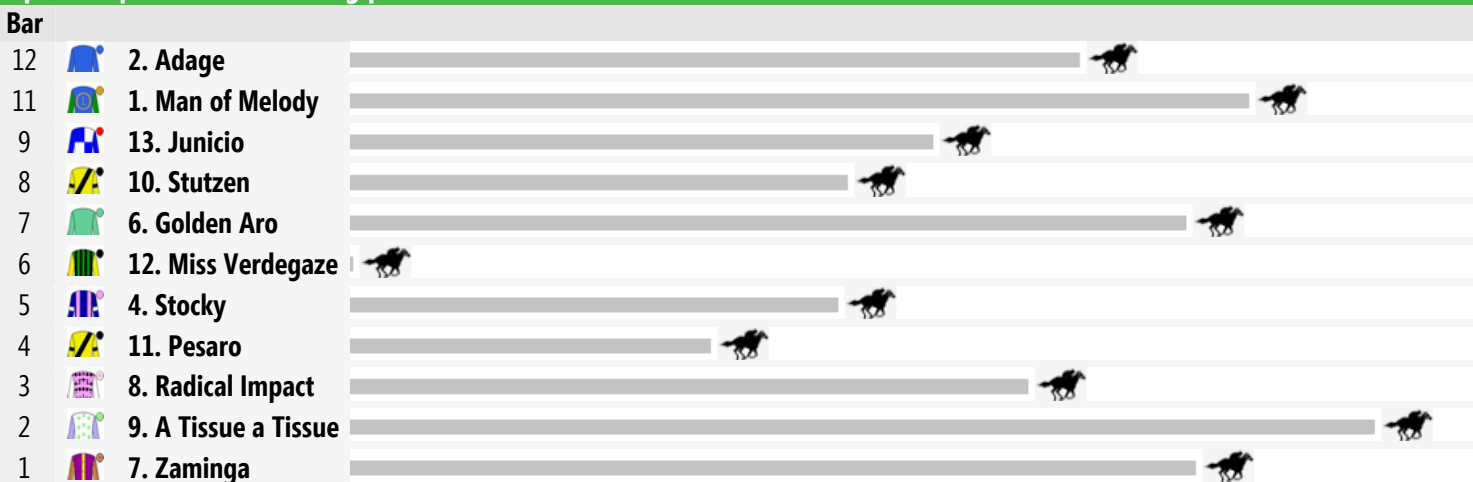 Bar
12 2. Adage
11 1. Man of Melody
9 13. Junicio
8 10. Stutzen
7 6. Golden Aro
6 12. Miss Verdegaze
5 4. Stocky
4 11. Pesaro
3 8. Radical Impact
2 9. A Tissue a Tissue
1 7. Zaminga